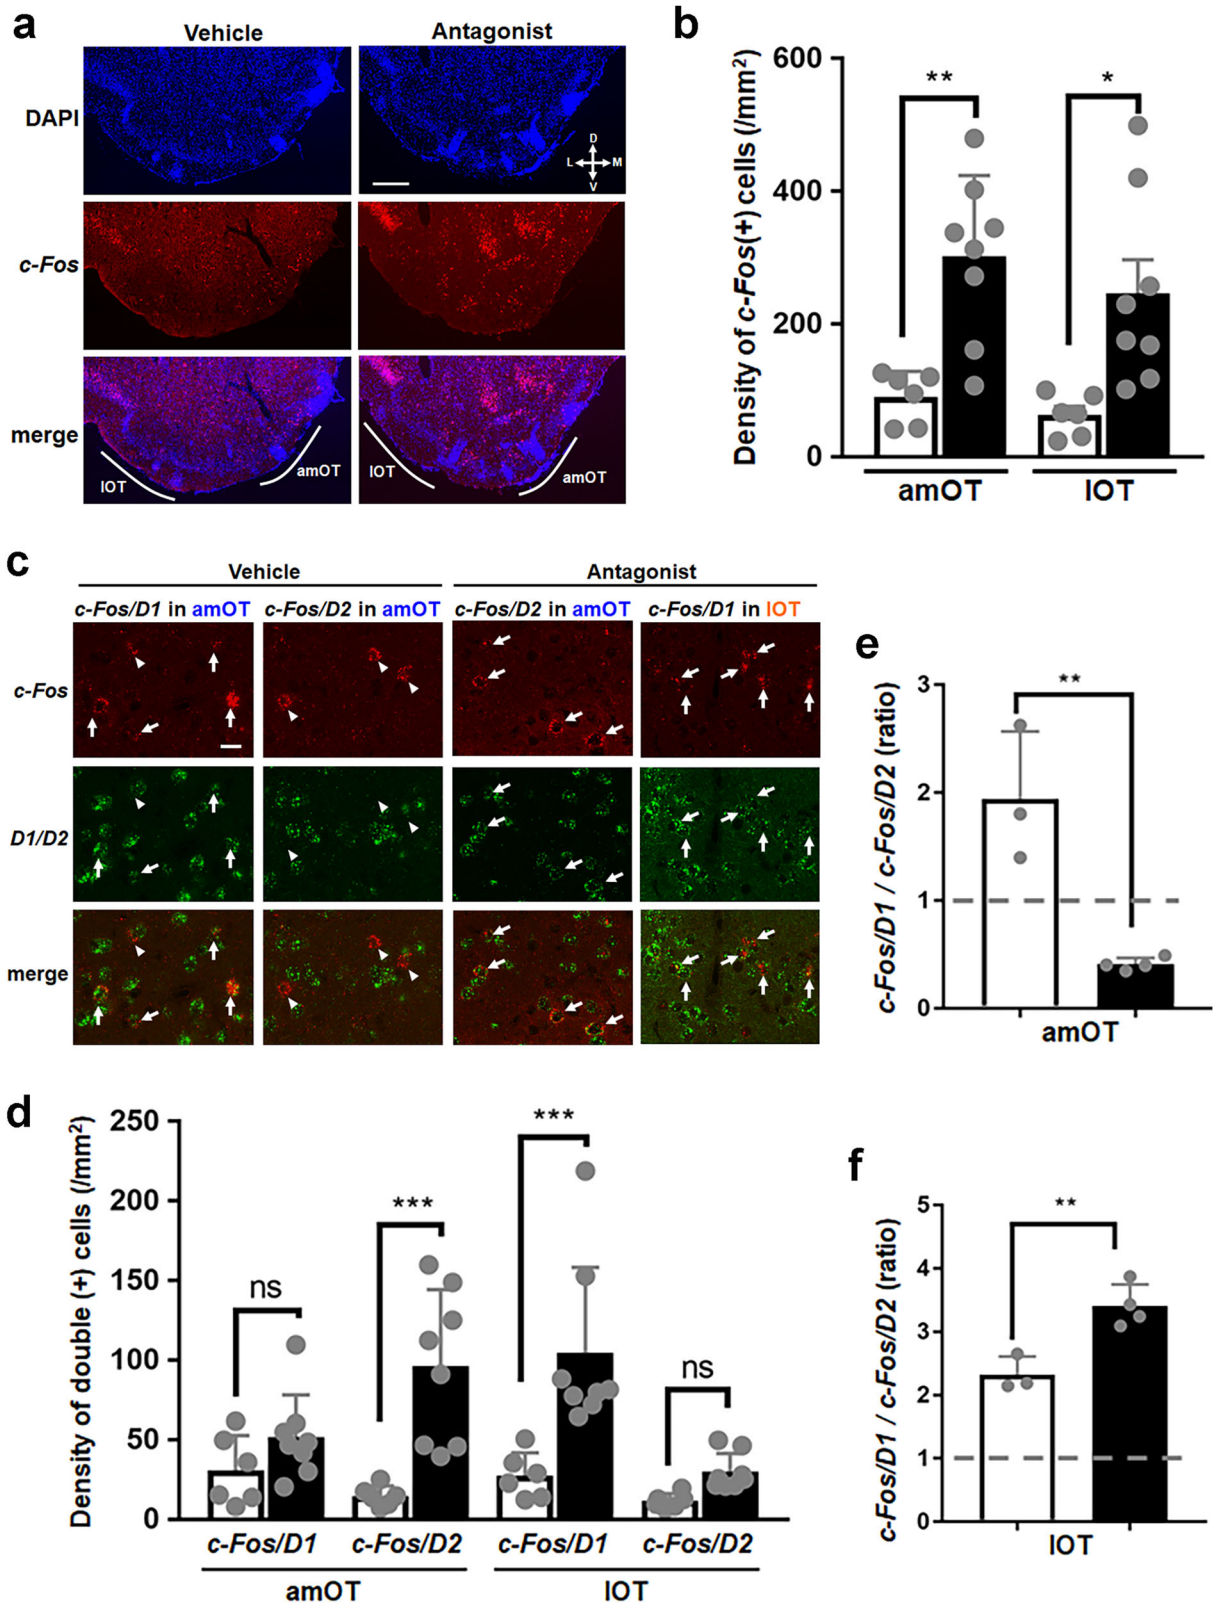 a
Vehicle
Antagonist
DAPI
D
L
M
V
c-Fos
merge
lOT
amOT
lOT
amOT
b
Density of c-Fos(+) cells (/mm²)
600
400
200
0
**
*
amOT
lOT
c
Vehicle
Antagonist
c-Fos/D1 in amOT
c-Fos/D2 in amOT
c-Fos/D2 in amOT
c-Fos/D1 in lOT
c-Fos
D1/D2
merge
e
c-Fos/D1 / c-Fos/D2 (ratio)
3
2
1
0
**
amOT
d
Density of double (+) cells (/mm²)
250
200
150
100
50
0
ns
***
***
ns
c-Fos/D1
c-Fos/D2
c-Fos/D1
c-Fos/D2
amOT
lOT
f
c-Fos/D1 / c-Fos/D2 (ratio)
5
4
3
2
1
0
**
lOT